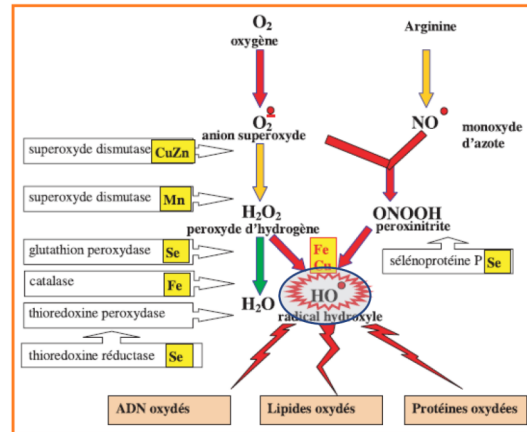 O₂
oxygène
Arginine
O₂
anion superoxyde
NO
monoxyde
d'azote
superoxyde dismutase CuZn
superoxyde dismutase Mn
H₂O₂
peroxyde d'hydrogène
ONOOH
peroxinitrite
glutathion peroxydase Se
Fe
Cu
sélénoprotéine P Se
catalase Fe
HO
radical hydroxyle
thioredoxine peroxydase
H₂O
thioredoxine réductase Se
ADN oxydés
Lipides oxydés
Protéines oxydées